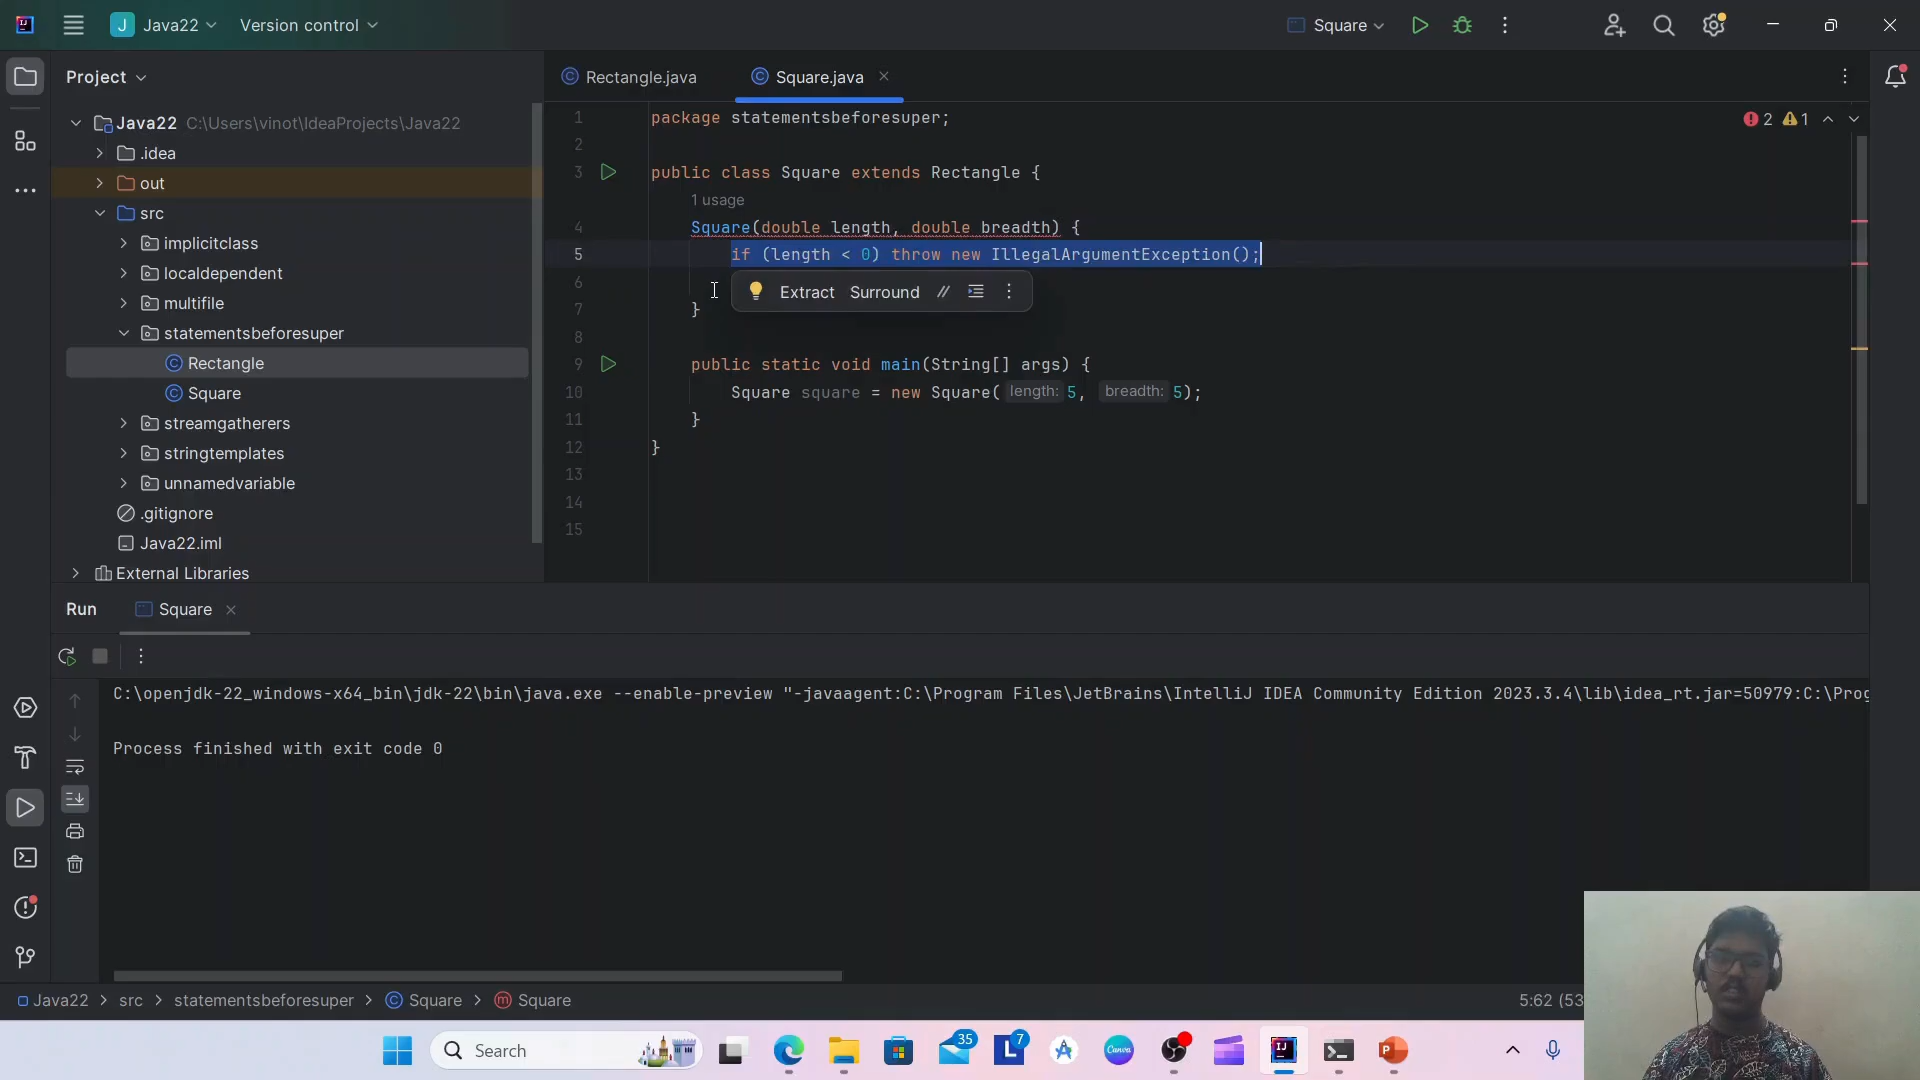 J Java22 Version control Square
Project
Java22 C:\Users\vinot\IdeaProjects\Java22
.idea
out
src
implicitclass
localdependent
multifile
statementsbeforesuper
Rectangle
Square
streamgatherers
stringtemplates
unnamedvariable
.gitignore
Java22.iml
External Libraries
Rectangle.java Square.java
2 1
1 package statementsbeforesuper;
2
3 public class Square extends Rectangle {
1 usage
4 Square(double length, double breadth) {
5 if (length < 0) throw new IllegalArgumentException();
6
Extract Surround //
7 }
8
9 public static void main(String[] args) {
10 Square square = new Square( length: 5, breadth: 5);
11 }
12 }
13
14
15
Run Square
C:\openjdk-22_windows-x64_bin\jdk-22\bin\java.exe --enable-preview "-javaagent:C:\Program Files\JetBrains\IntelliJ IDEA Community Edition 2023.3.4\lib\idea_rt.jar=50979:C:\Prog
Process finished with exit code 0
Java22 > src > statementsbeforesuper > Square > Square
5:62 (53
Search
35
L 7
Canva